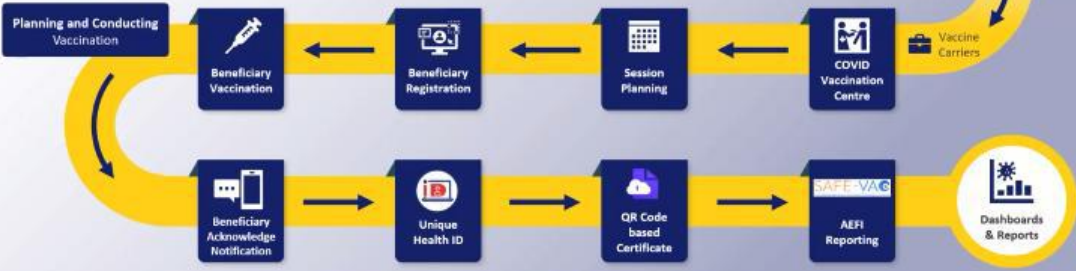 Planning and Conducting
Vaccination
Beneficiary
Vaccination
Beneficiary
Registration
Session
Planning
COVID
Vaccination
Centre
Vaccine
Carriers
Beneficiary
Acknowledge
Notification
Unique
Health ID
QR Code
based
Certificate
SAFE-VAC
AEFI
Reporting
Dashboards
& Reports